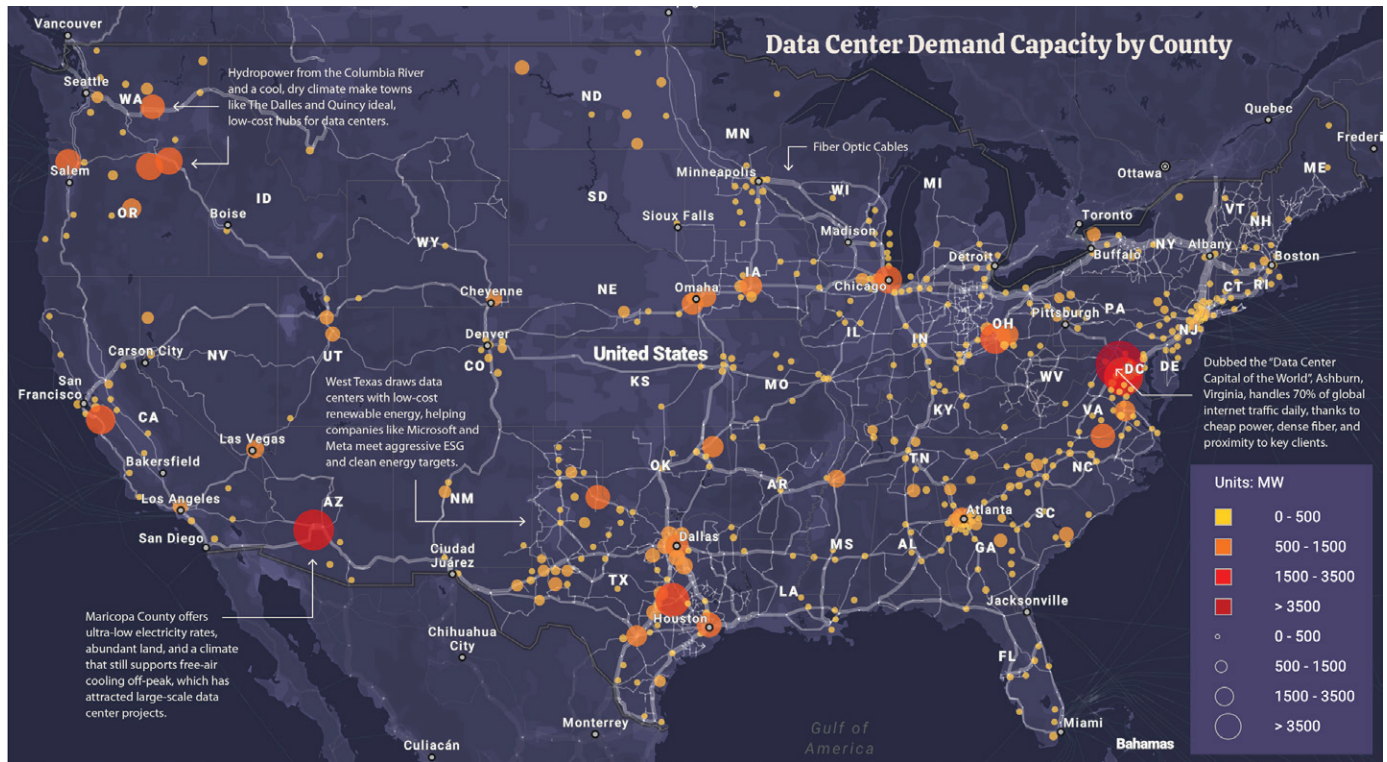 Data Center Demand Capacity by County
Vancouver
Seattle
WA
Hydropower from the Columbia River
and a cool, dry climate make towns
like The Dalles and Quincy ideal,
low-cost hubs for data centers.
ND
MN
Fiber Optic Cables
Quebec
Frederi
Ottawa
ME
Salem
OR
ID
Boise
Minneapolis
WI
MI
SD
Sioux Falls
Madison
Toronto
VT
NH
WY
NY
Albany
Buffalo
Boston
Detroit
IA
Chicago
NE
Omaha
Cheyenne
CT
RI
PA
Pittsburgh
OH
NJ
IL
IN
Denver
CO
United States
Carson City
NV
UT
KS
MO
WV
DC
DE
San
Francisco
CA
West Texas draws data
centers with low-cost
renewable energy, helping
companies like Microsoft and
Meta meet aggressive ESG
and clean energy targets.
Dubbed the “Data Center
Capital of the World”, Ashburn,
Virginia, handles 70% of global
internet traffic daily, thanks to
cheap power, dense fiber, and
proximity to key clients.
KY
VA
Las Vegas
Bakersfield
OK
TN
NC
AR
Los Angeles
AZ
NM
Atlanta
SC
San Diego
Dallas
MS
AL
GA
Ciudad
Juárez
TX
LA
Jacksonville
Houston
Maricopa County offers
ultra-low electricity rates,
abundant land, and a climate
that still supports free-air
cooling off-peak, which has
attracted large-scale data
center projects.
Chihuahua
City
FL
Monterrey
Culiacán
Gulf of
America
Miami
Bahamas
Units: MW
0 - 500
500 - 1500
1500 - 3500
> 3500
0 - 500
500 - 1500
1500 - 3500
> 3500